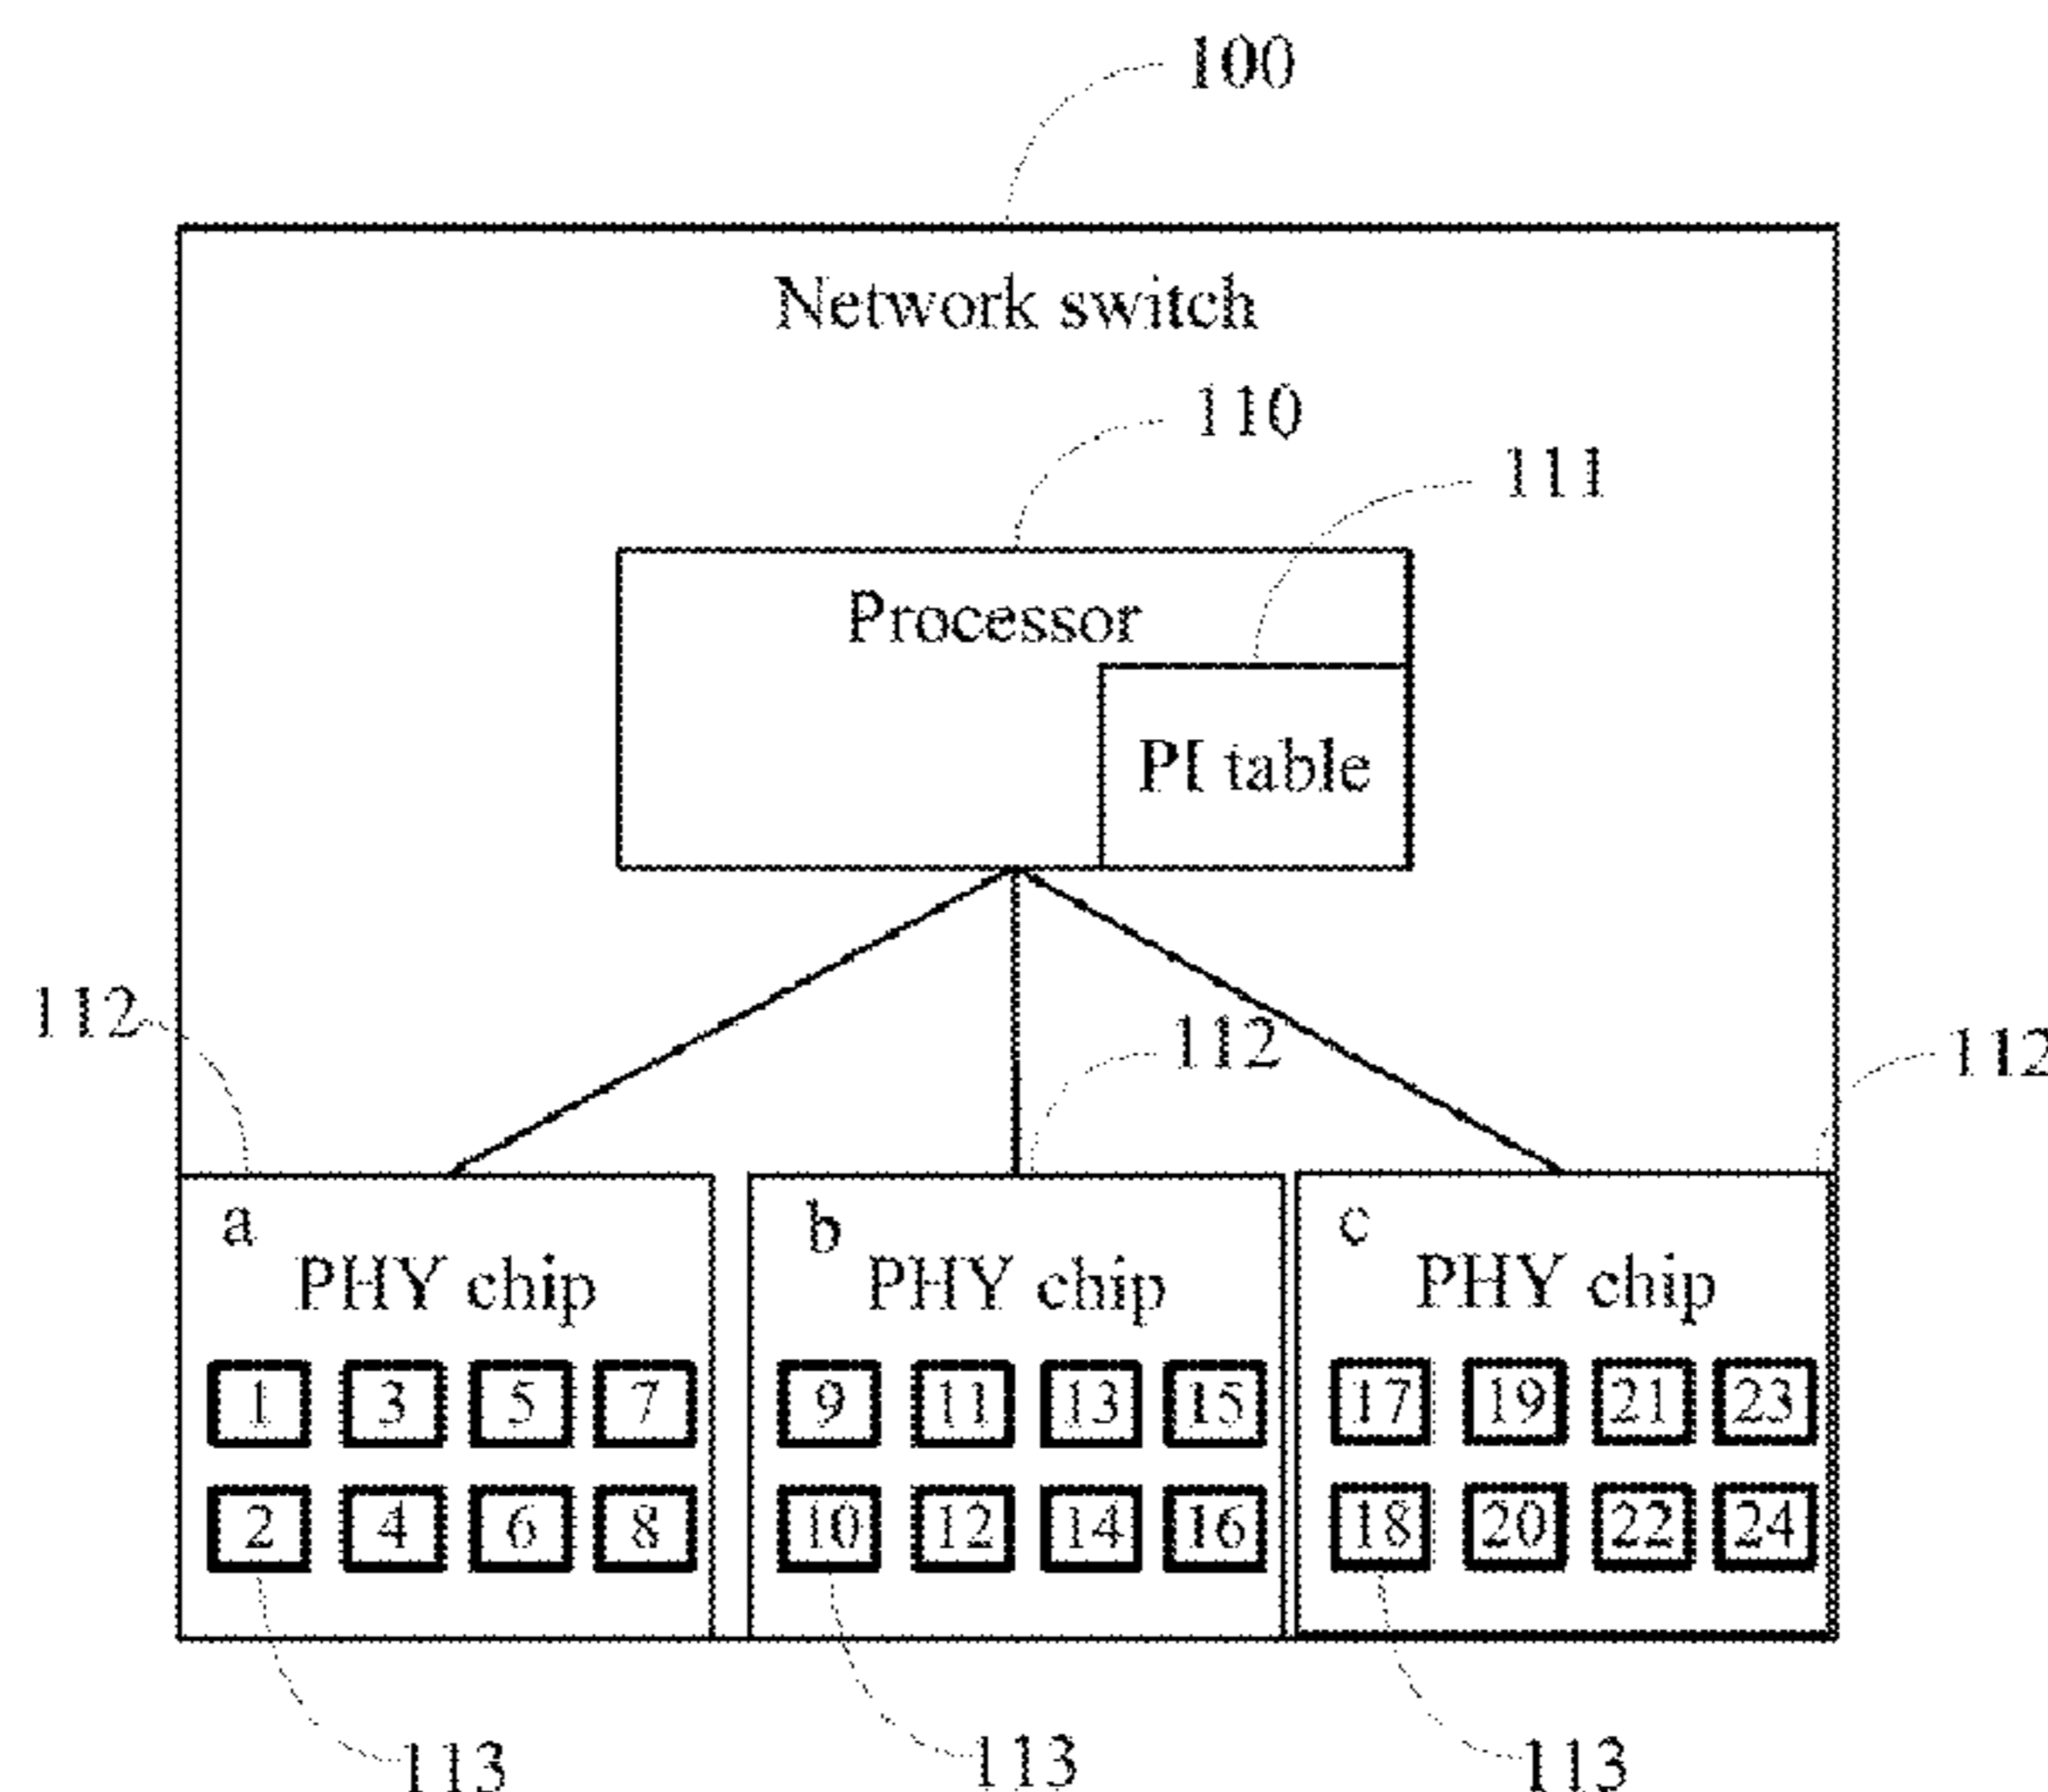 100
Network switch
110
111
Processor
PI table
112
112
112
a
b
c
PHY chip
PHY chip
PHY chip
1 3 5 7
9 11 13 15
17 19 21 23
2 4 6 8
10 12 14 16
18 20 22 24
113
113
113